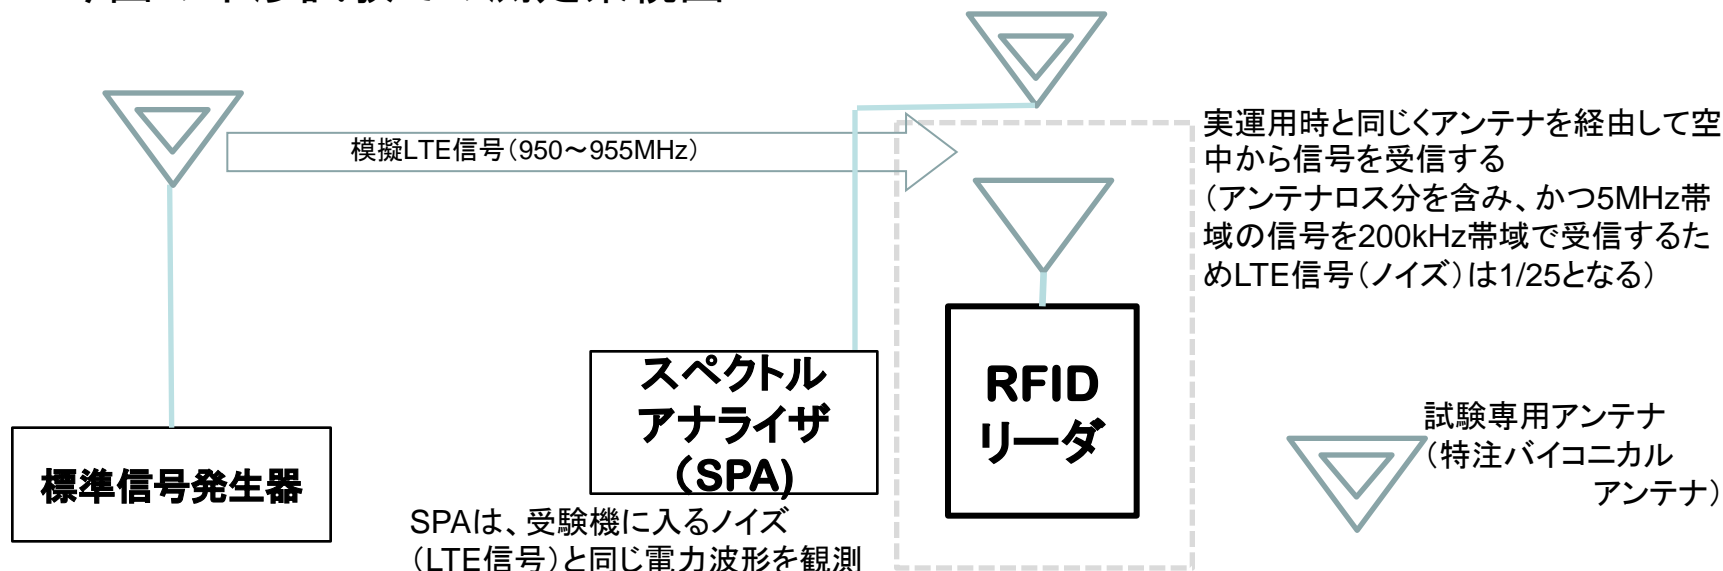 模擬LTE信号（950～955MHz）
実運用時と同じくアンテナを経由して空
中から信号を受信する
（アンテナロス分を含み、かつ5MHz帯
域の信号を200kHz帯域で受信するた
めLTE信号（ノイズ）は1/25となる）
スペクトル
アナライザ
（SPA)
RFID
リーダ
標準信号発生器
試験専用アンテナ
（特注バイコニカル
アンテナ）
SPAは、受験機に入るノイズ
（LTE信号）と同じ電力波形を観測